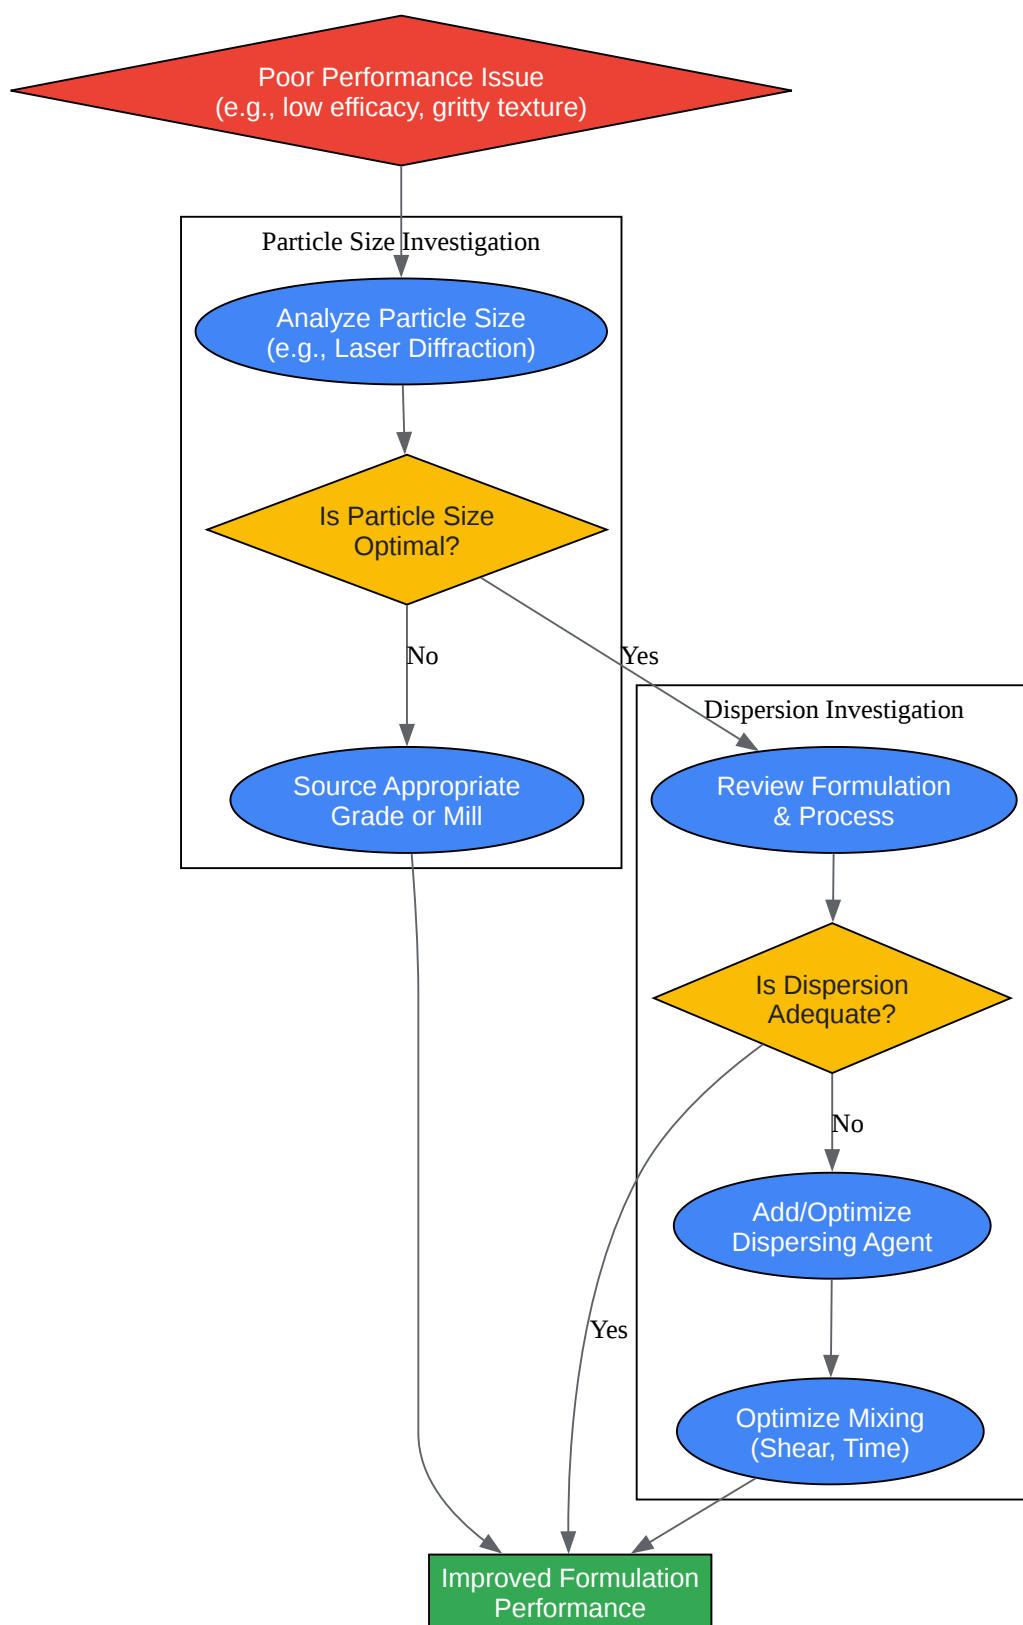 Poor Performance Issue
(e.g., low efficacy, gritty texture)
Particle Size Investigation
Analyze Particle Size
(e.g., Laser Diffraction)
Is Particle Size
Optimal?
No
Yes
Source Appropriate
Grade or Mill
Dispersion Investigation
Review Formulation
& Process
Is Dispersion
Adequate?
No
Add/Optimize
Dispersing Agent
Yes
Optimize Mixing
(Shear, Time)
Improved Formulation
Performance